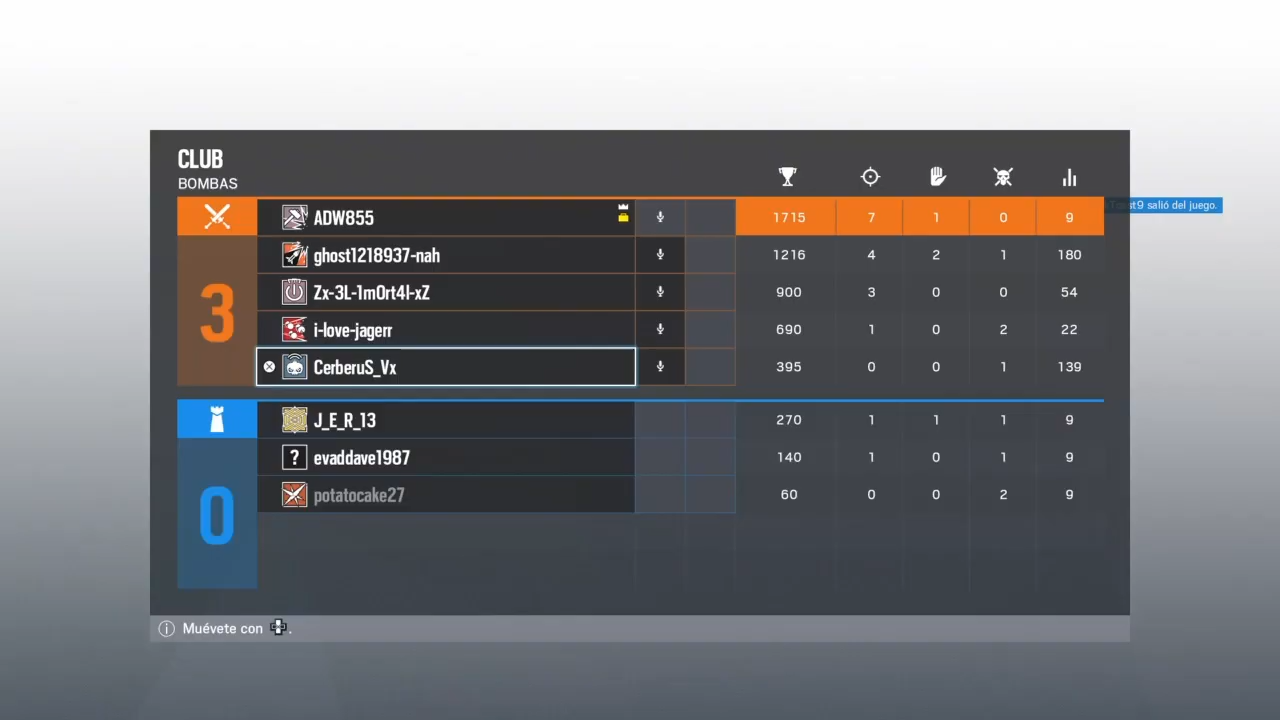 CLUB
BOMBAS
ADW855 1715 7 1 0 9
salió del juego.
ghost1218937-nah 1216 4 2 1 180
3
Zx-3L-1m0rt4l-xZ 900 3 0 0 54
i-love-jagerr 690 1 0 2 22
CerberuS_Vx 395 0 0 1 139
J_E_R_13 270 1 1 1 9
? evaddave1987 140 1 0 1 9
0
potatocake27 60 0 0 2 9
Muévete con .